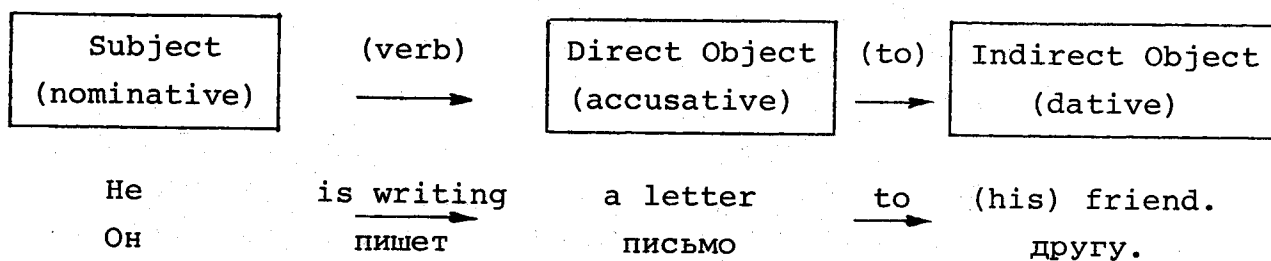 Subject (verb) Direct Object (to) Indirect Object
(nominative) (accusative) (dative)
He is writing a letter to (his) friend.
Он пишет письмо другу.